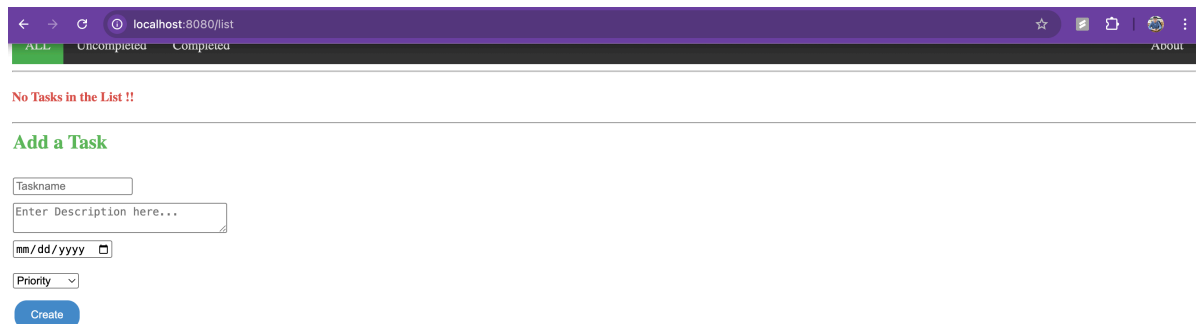 localhost:8080/list
ALL Uncompleted Completed About
No Tasks in the List !!
Add a Task
Taskname
Enter Description here...
mm/dd/yyyy
Priority
Create